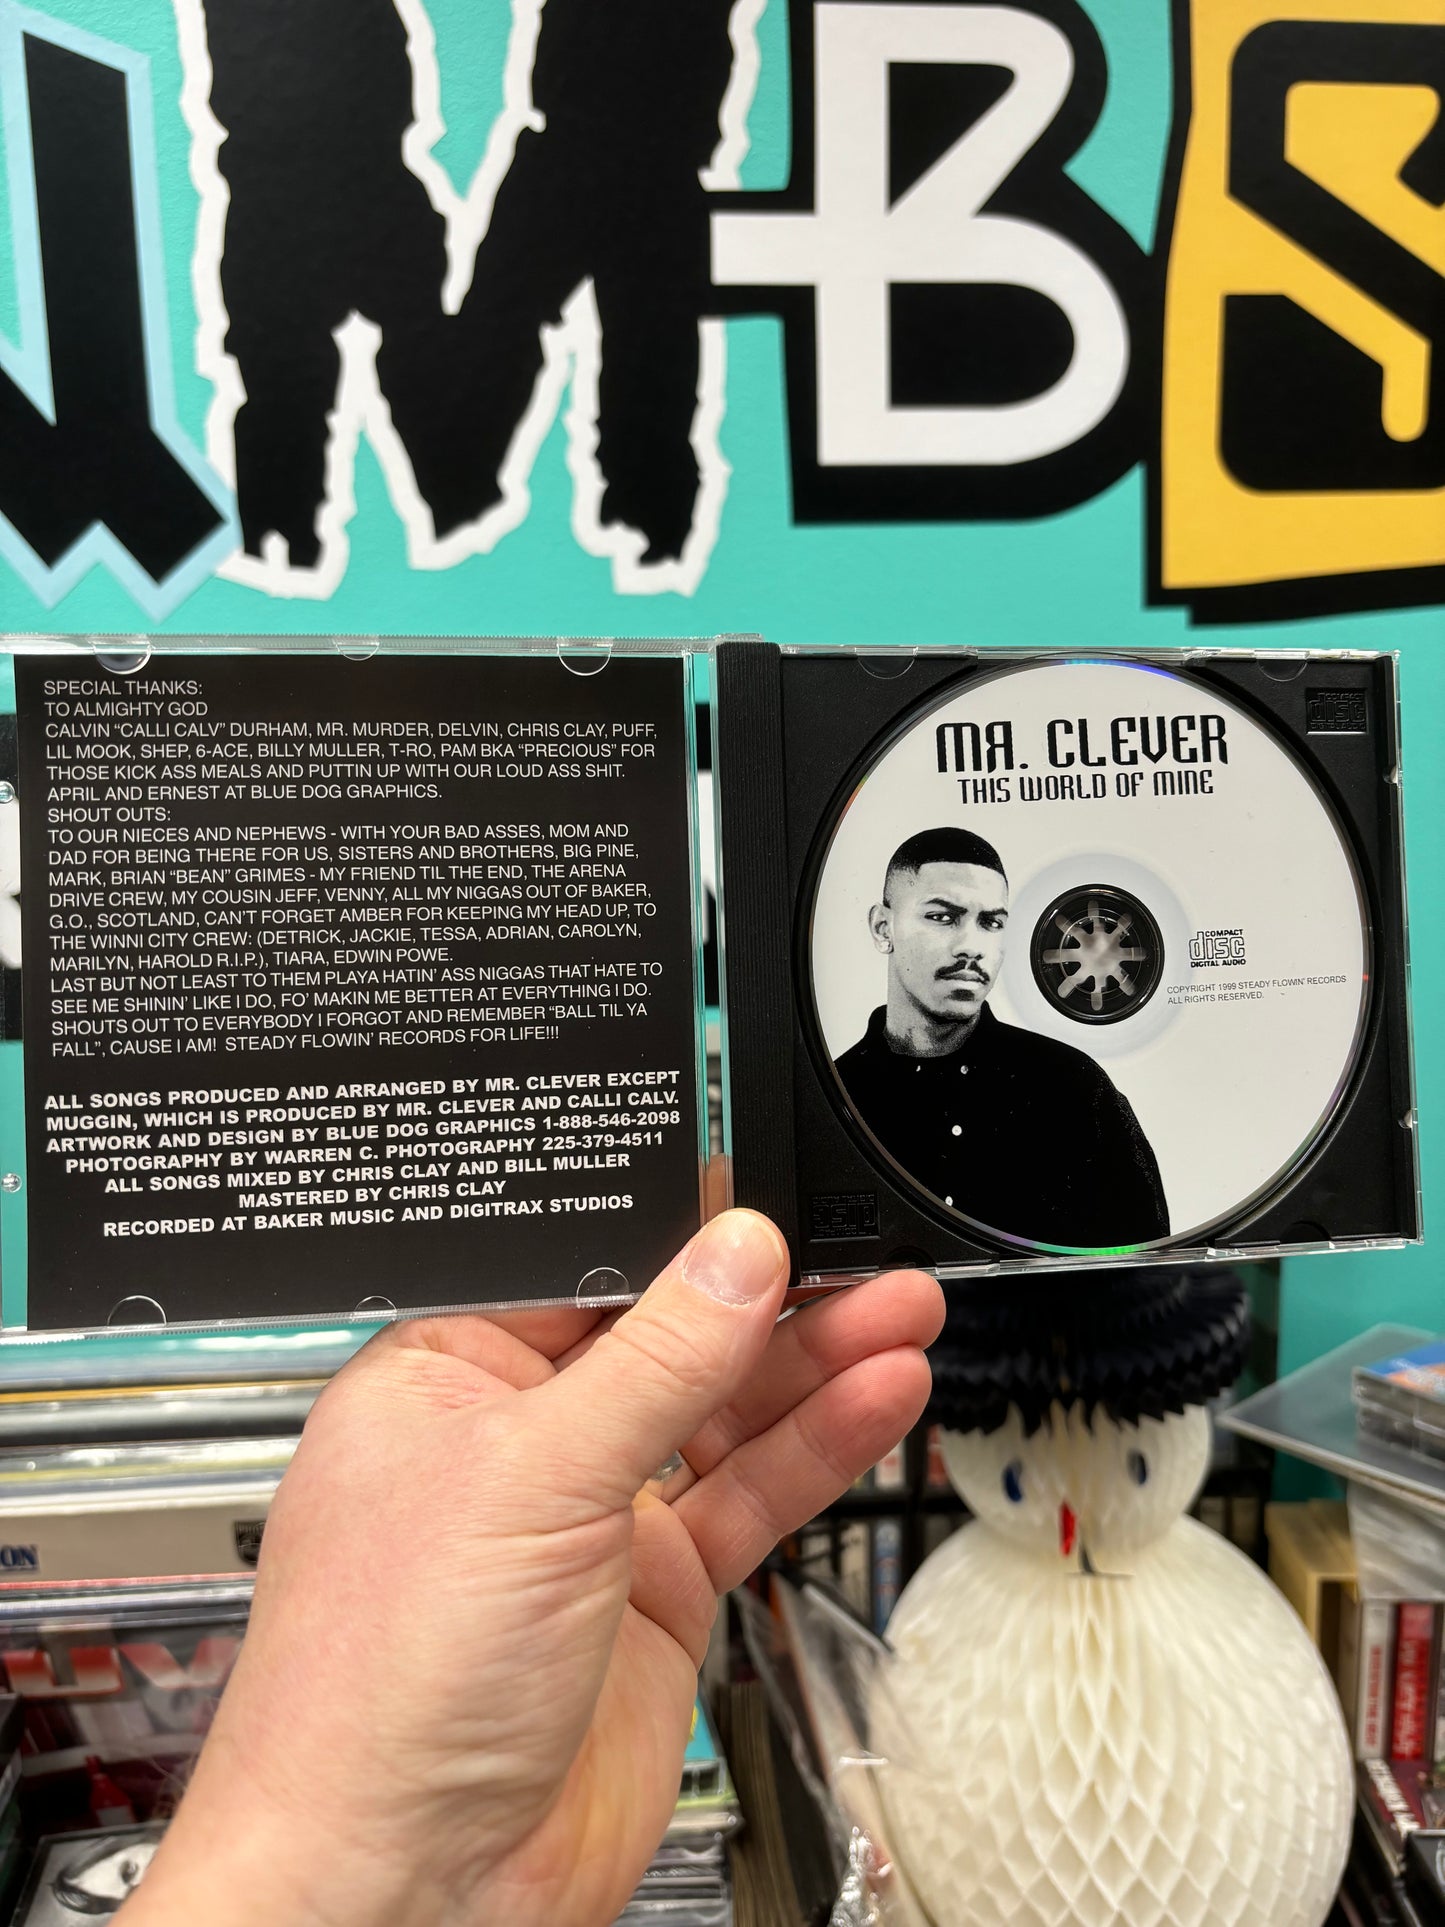 MBS
SPECIAL THANKS:
TO ALMIGHTY GOD
CALVIN “CALLI CALV” DURHAM, MR. MURDER, DELVIN, CHRIS CLAY, PUFF,
LIL MOOK, SHEP, 6-ACE, BILLY MULLER, T-RO, PAM BKA “PRECIOUS” FOR
THOSE KICK ASS MEALS AND PUTTIN UP WITH OUR LOUD ASS SHIT.
APRIL AND ERNEST AT BLUE DOG GRAPHICS.
SHOUT OUTS:
TO OUR NIECES AND NEPHEWS - WITH YOUR BAD ASSES, MOM AND
DAD FOR BEING THERE FOR US, SISTERS AND BROTHERS, BIG PINE,
MARK, BRIAN “BEAN” GRIMES - MY FRIEND TIL THE END, THE ARENA
DRIVE CREW, MY COUSIN JEFF, VENNY, ALL MY NIGGAS OUT OF BAKER,
G.O., SCOTLAND, CAN’T FORGET AMBER FOR KEEPING MY HEAD UP, TO
THE WINNI CITY CREW: (DETRICK, JACKIE, TESSA, ADRIAN, CAROLYN,
MARILYN, HAROLD R.I.P.), TIARA, EDWIN POWE.
LAST BUT NOT LEAST TO THEM PLAYA HATIN’ ASS NIGGAS THAT HATE TO
SEE ME SHININ’ LIKE I DO, FO’ MAKIN ME BETTER AT EVERYTHING I DO.
SHOUTS OUT TO EVERYBODY I FORGOT AND REMEMBER “BALL TIL YA
FALL”, CAUSE I AM! STEADY FLOWIN’ RECORDS FOR LIFE!!!
ALL SONGS PRODUCED AND ARRANGED BY MR. CLEVER EXCEPT
MUGGIN, WHICH IS PRODUCED BY MR. CLEVER AND CALLI CALV.
ARTWORK AND DESIGN BY BLUE DOG GRAPHICS 1-888-546-2098
PHOTOGRAPHY BY WARREN C. PHOTOGRAPHY 225-379-4511
ALL SONGS MIXED BY CHRIS CLAY AND BILL MULLER
MASTERED BY CHRIS CLAY
RECORDED AT BAKER MUSIC AND DIGITRAX STUDIOS
MR. CLEVER
THIS WORLD OF MINE
COMPACT
disc
DIGITAL AUDIO
COPYRIGHT 1999 STEADY FLOWIN' RECORDS
ALL RIGHTS RESERVED.
COMPACT
disc
ON